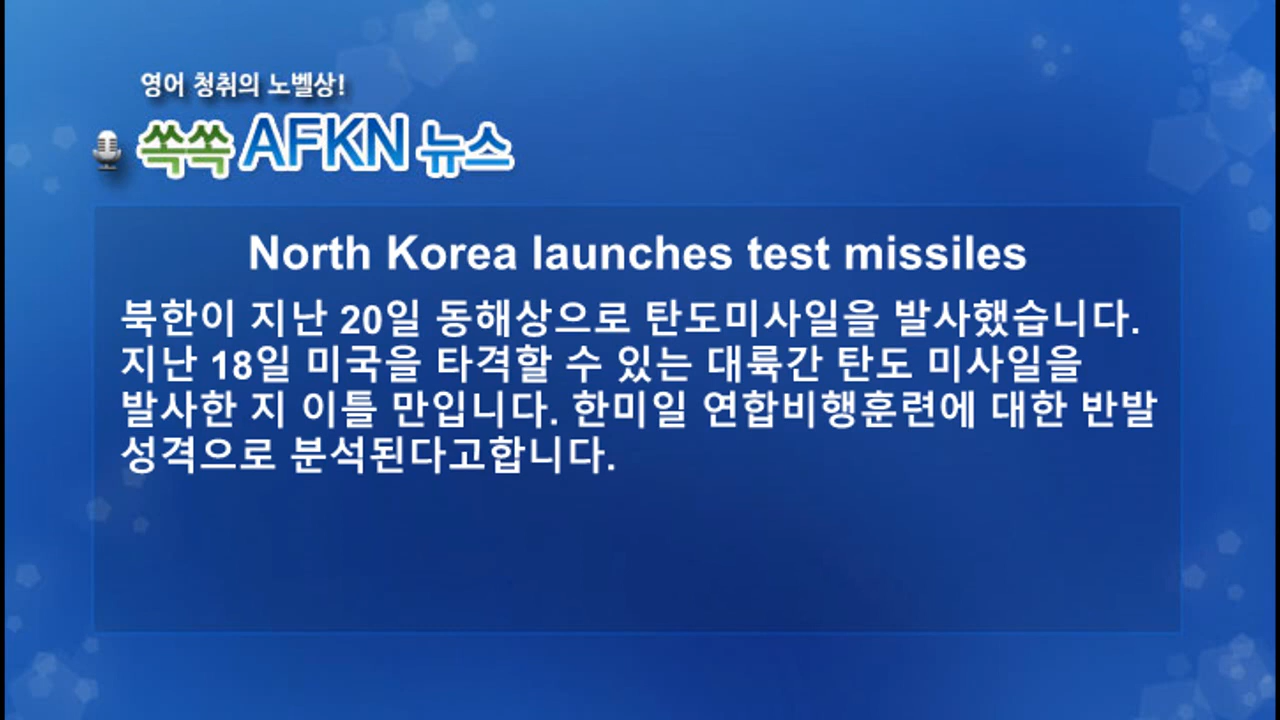 영어 청취의 노벨상!
쏙쏙 AFKN 뉴스
North Korea launches test missiles
북한이 지난 20일 동해상으로 탄도미사일을 발사했습니다.
지난 18일 미국을 타격할 수 있는 대륙간 탄도 미사일을
발사한 지 이틀 만입니다. 한미일 연합비행훈련에 대한 반발
성격으로 분석된다고합니다.